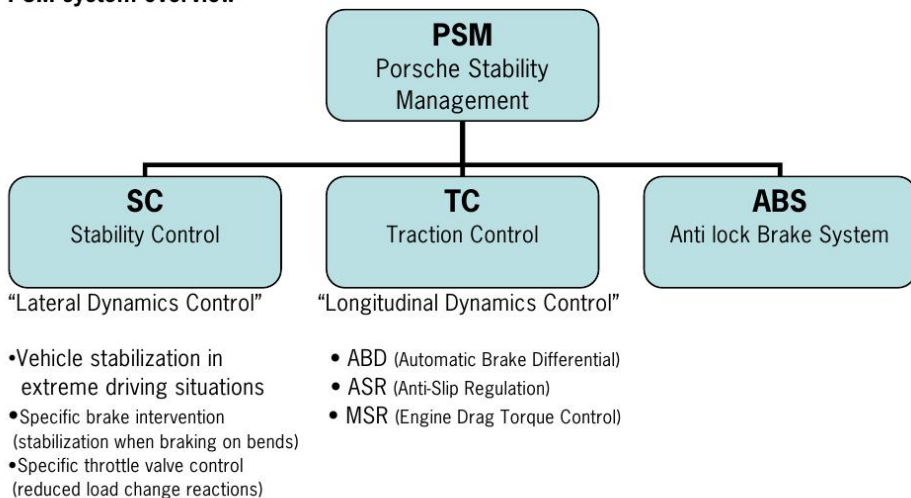 PSM system overview
PSM
Porsche Stability
Management
SC
Stability Control
TC
Traction Control
ABS
Anti lock Brake System
“Lateral Dynamics Control”
“Longitudinal Dynamics Control”
•Vehicle stabilization in
extreme driving situations
•Specific brake intervention
(stabilization when braking on bends)
•Specific throttle valve control
(reduced load change reactions)
• ABD (Automatic Brake Differential)
• ASR (Anti-Slip Regulation)
• MSR (Engine Drag Torque Control)